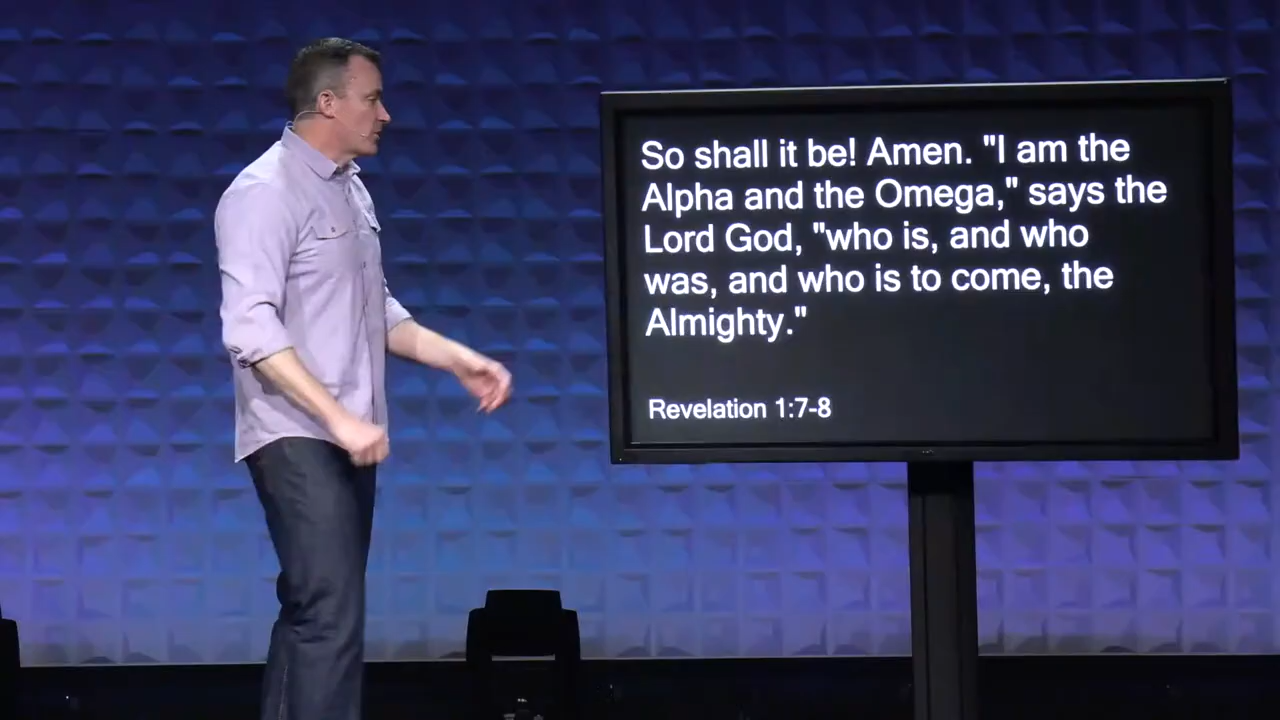 So shall it be! Amen. "I am the
Alpha and the Omega," says the
Lord God, "who is, and who
was, and who is to come, the
Almighty."
Revelation 1:7-8